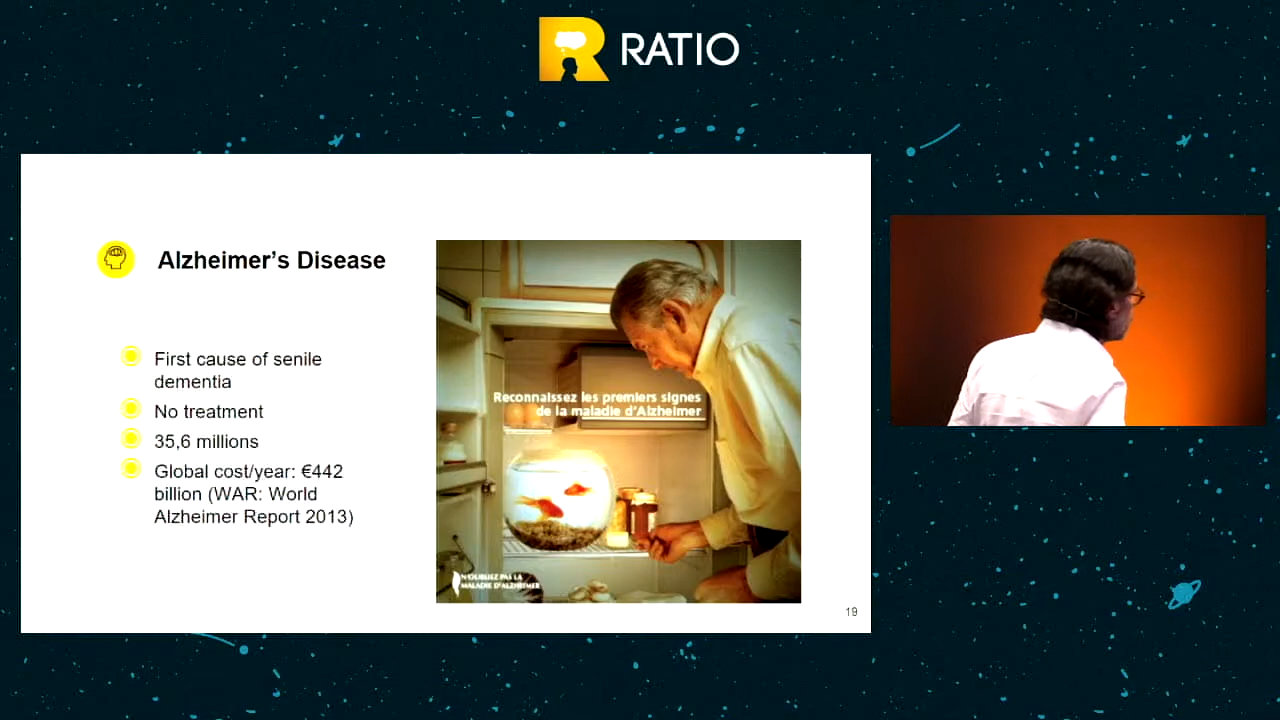 RATIO
Alzheimer's Disease
First cause of senile
dementia
No treatment
35,6 millions
Global cost/year: €442
billion (WAR: World
Alzheimer Report 2013)
Reconnaissez les premiers signes
de la maladie d'Alzheimer
N'OUBLIEZ PAS LA
MALADIE D'ALZHEIMER
19